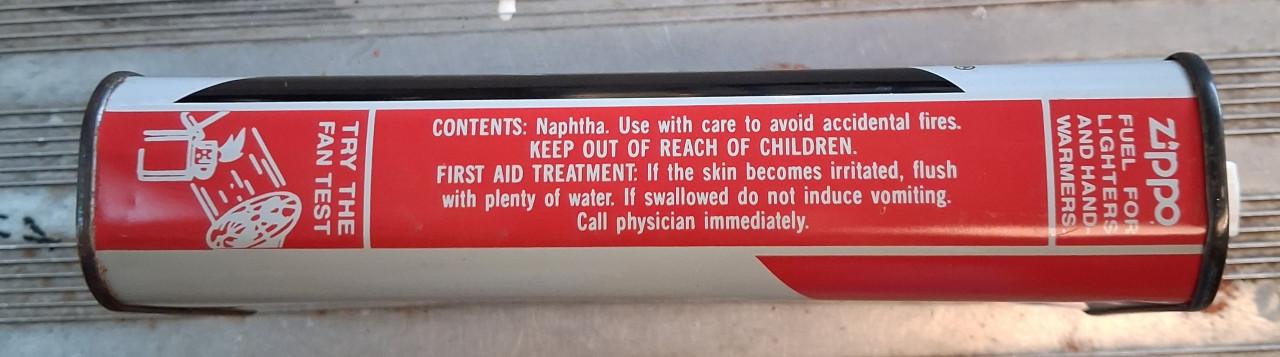 Zippo
FUEL FOR
LIGHTERS
AND HAND
WARMERS
CONTENTS: Naphtha. Use with care to avoid accidental fires.
KEEP OUT OF REACH OF CHILDREN.
FIRST AID TREATMENT: If the skin becomes irritated, flush
with plenty of water. If swallowed do not induce vomiting.
Call physician immediately.
TRY THE
FAN TEST
®